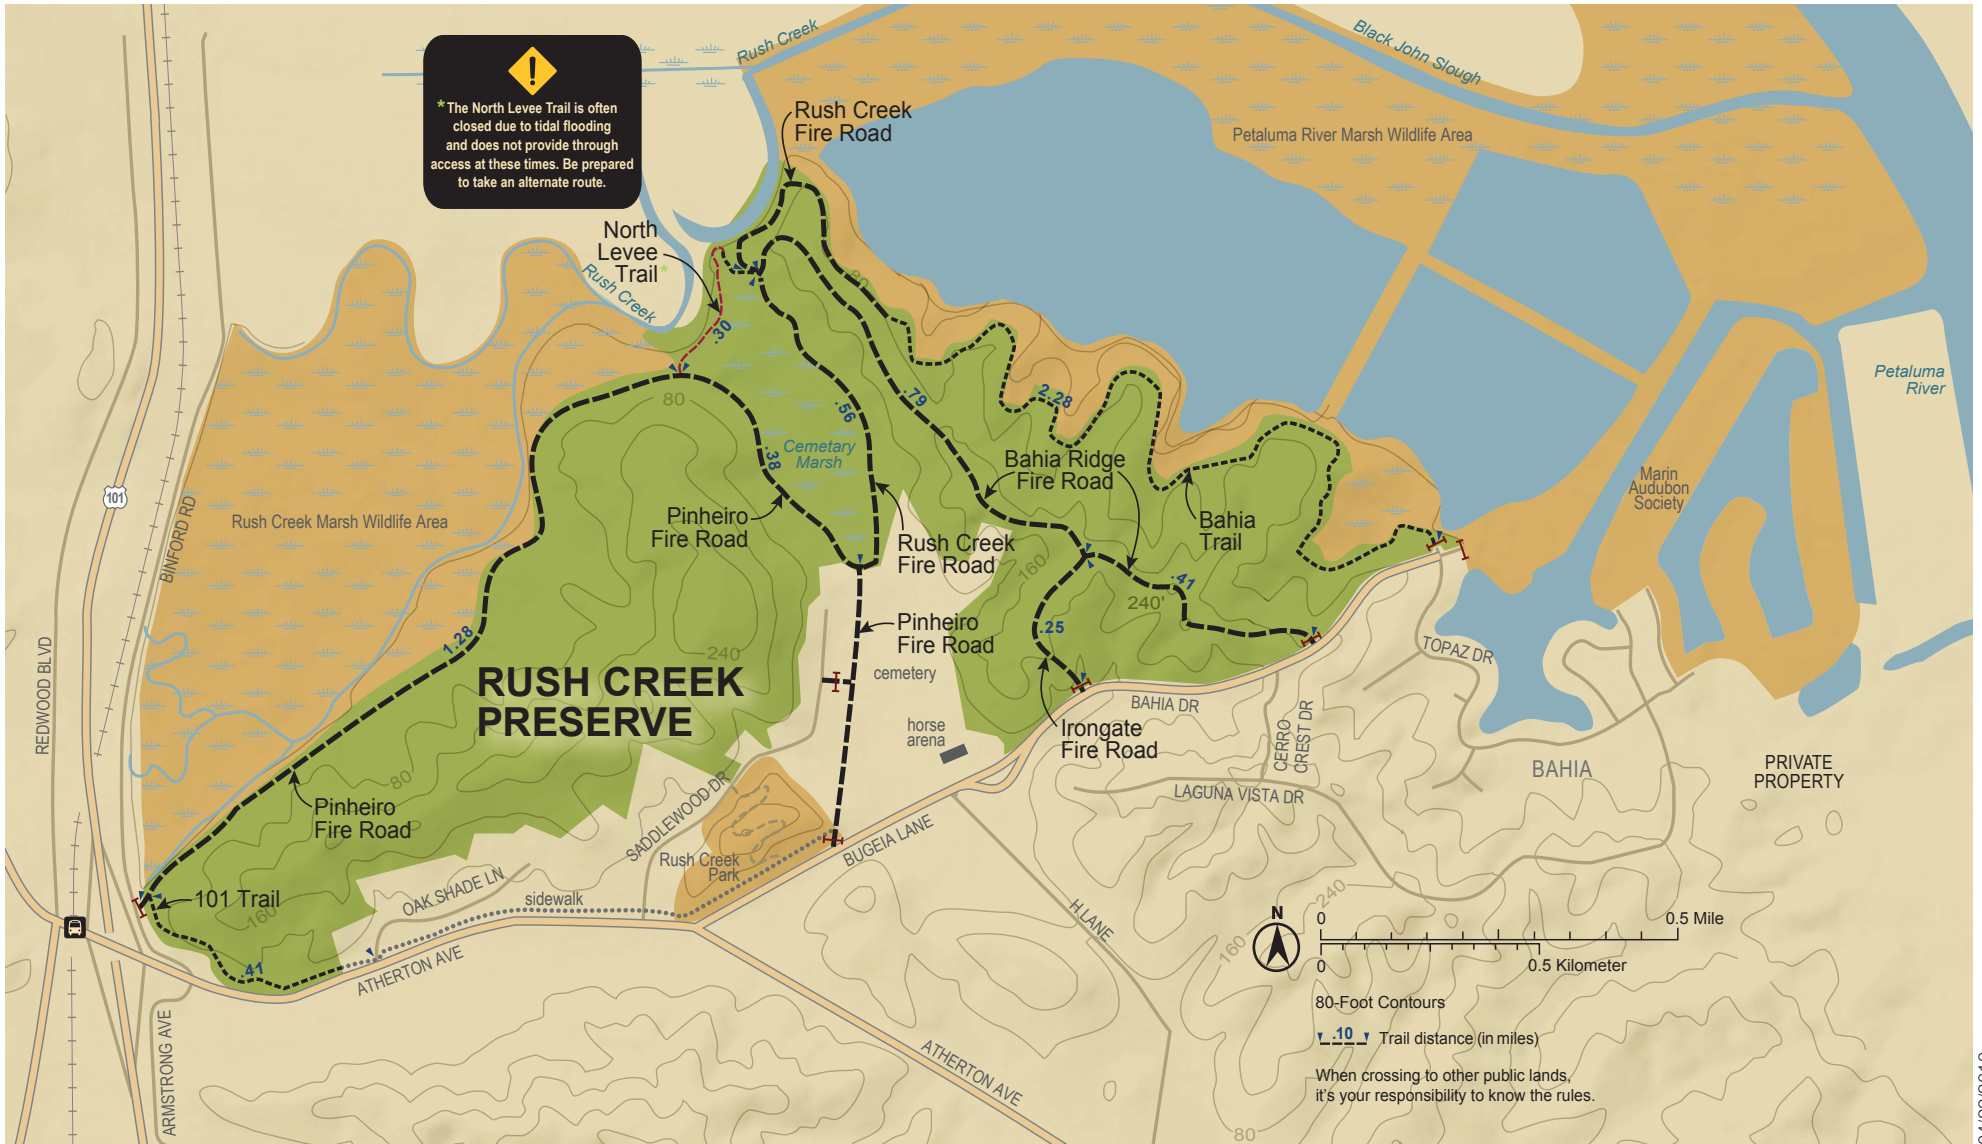 * The North Levee Trail is often
closed due to tidal flooding
and does not provide through
access at these times. Be prepared
to take an alternate route.
Rush Creek
Black John Slough
Rush Creek
Fire Road
Petaluma River Marsh Wildlife Area
North
Levee
Trail*
Rush Creek
80
.30
Petaluma
River
80
.56
.79
2.28
Cemetary
Marsh
.38
Bahia Ridge
Fire Road
Marin
Audubon
Society
101
BINFORD RD
Rush Creek Marsh Wildlife Area
Pinheiro
Fire Road
Bahia
Trail
Rush Creek
Fire Road
160
.41
240'
.25
Pinheiro
Fire Road
1.28
240
TOPAZ DR
REDWOOD BLVD
RUSH CREEK
PRESERVE
cemetery
BAHIA DR
horse
arena
Irongate
Fire Road
CERRO
CREST DR
BAHIA
PRIVATE
PROPERTY
80
LAGUNA VISTA DR
Pinheiro
Fire Road
SADDLEWOOD DR
BUGEIA LANE
Rush Creek
Park
101 Trail
160
OAK SHADE LN
sidewalk
H LANE
240
160
.41
ATHERTON AVE
N
0
0.5 Mile
0
0.5 Kilometer
80-Foot Contours
.10
Trail distance (in miles)
ARMSTRONG AVE
ATHERTON AVE
When crossing to other public lands,
it's your responsibility to know the rules.
80